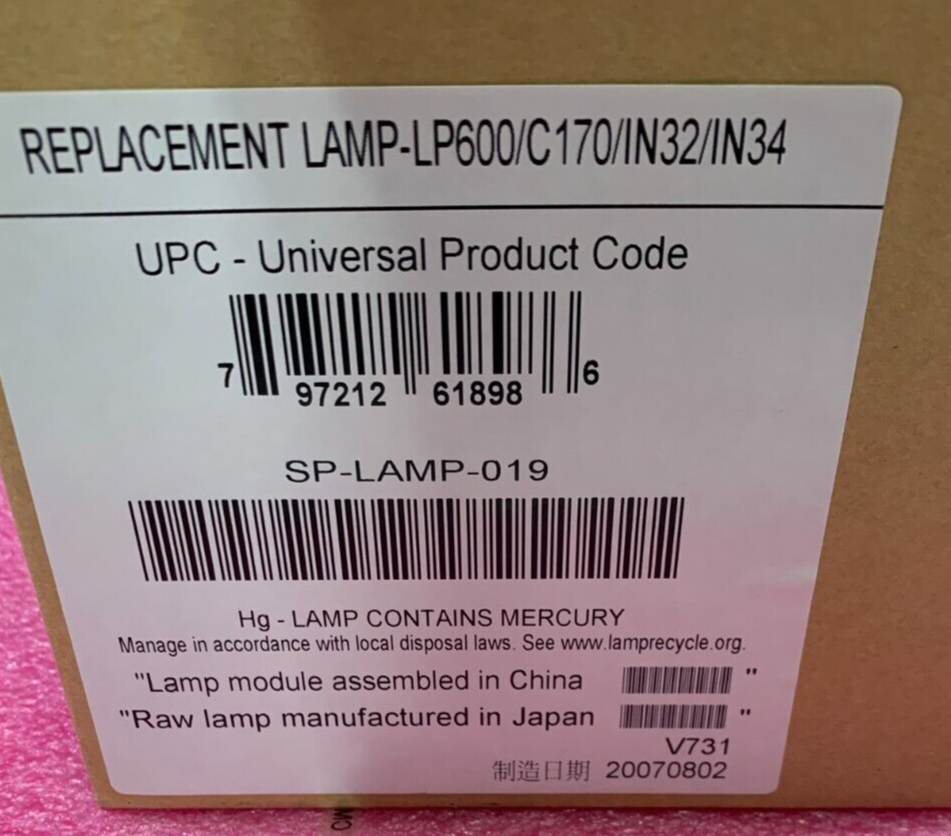 REPLACEMENT LAMP-LP600/C170/IN32/IN34
UPC - Universal Product Code
7 97212 61898 6
SP-LAMP-019
Hg - LAMP CONTAINS MERCURY
Manage in accordance with local disposal laws. See www.lamprecycle.org.
"Lamp module assembled in China "
"Raw lamp manufactured in Japan "
V731
制造日期 20070802